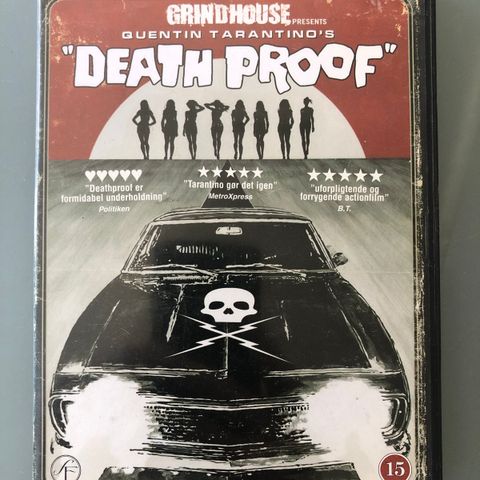 GRINDHOUSE PRESENTS
QUENTIN TARANTINO'S
"DEATH PROOF"
♥♥♥♥♥
"Deathproof er
formidabel underholdning"
Politiken
★★★★★
"Tarantino gør det igen"
MetroXpress
★★★★★
"uforpligtende og
forrygende actionfilm"
B.T.
SF
15